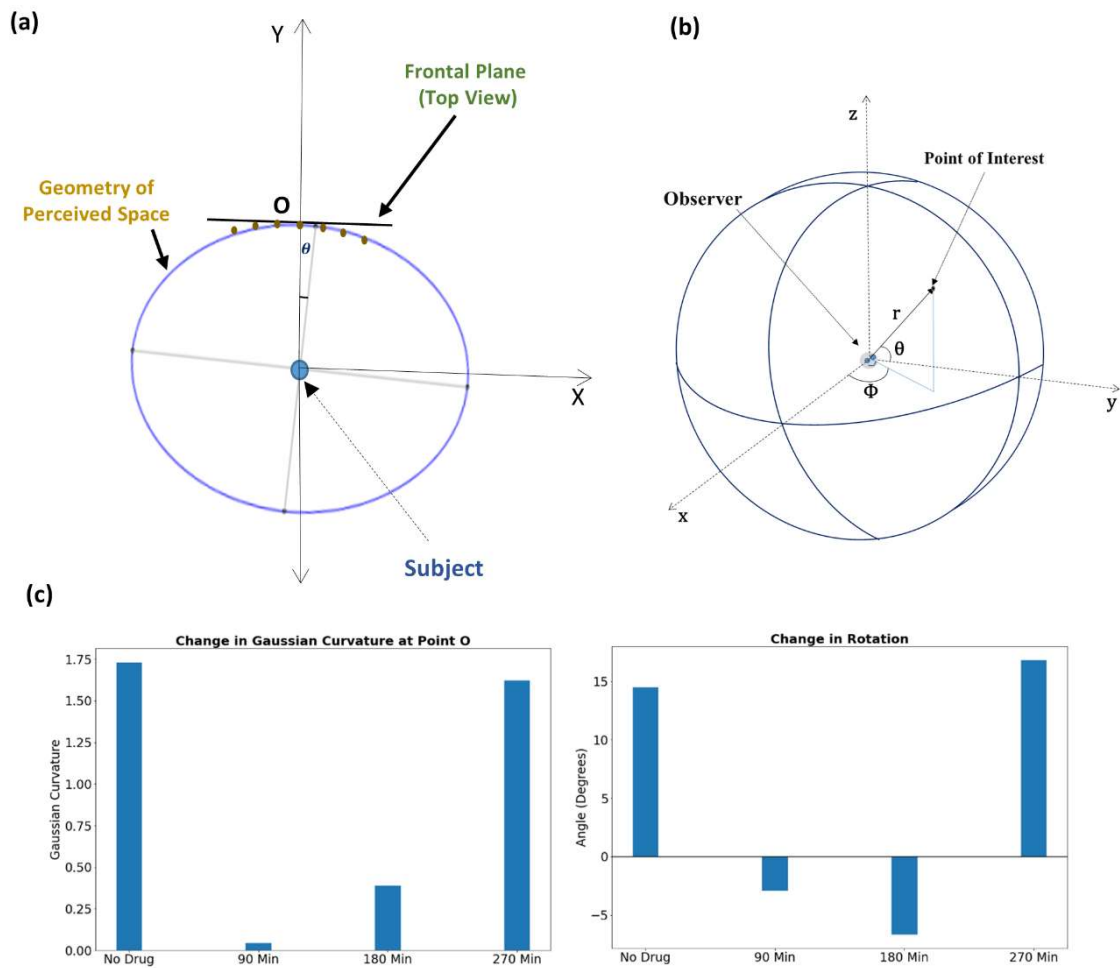 (a)
Y
Frontal Plane
(Top View)
Geometry of
Perceived Space
O
θ
X
Subject
(b)
z
Point of Interest
Observer
r
θ
Φ
y
x
(c)
Change in Gaussian Curvature at Point O
Gaussian Curvature
1.75
1.50
1.25
1.00
0.75
0.50
0.25
0.00
No Drug 90 Min 180 Min 270 Min
Change in Rotation
Angle (Degrees)
15
10
5
0
−5
No Drug 90 Min 180 Min 270 Min